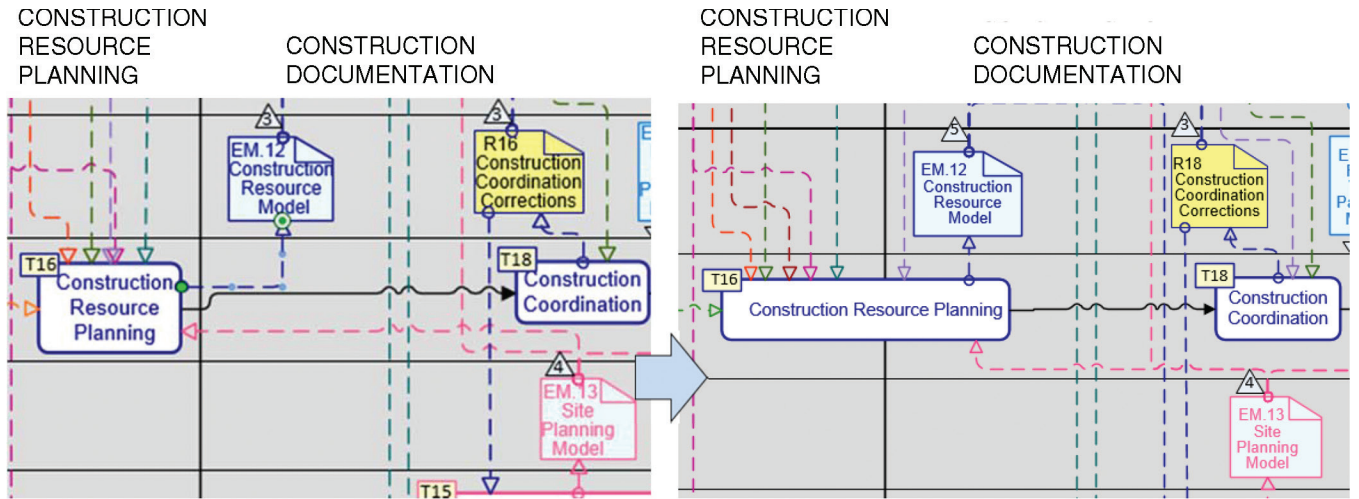 CONSTRUCTION
RESOURCE
PLANNING
CONSTRUCTION
DOCUMENTATION
3
EM.12
Construction
Resource
Model
3
R16
Construction
Coordination
Corrections
T16
Construction
Resource
Planning
T18
Construction
Coordination
4
EM.13
Site
Planning
Model
T15
CONSTRUCTION
RESOURCE
PLANNING
CONSTRUCTION
DOCUMENTATION
5
EM.12
Construction
Resource
Model
3
R18
Construction
Coordination
Corrections
T16
Construction Resource Planning
T18
Construction
Coordination
4
EM.13
Site
Planning
Model